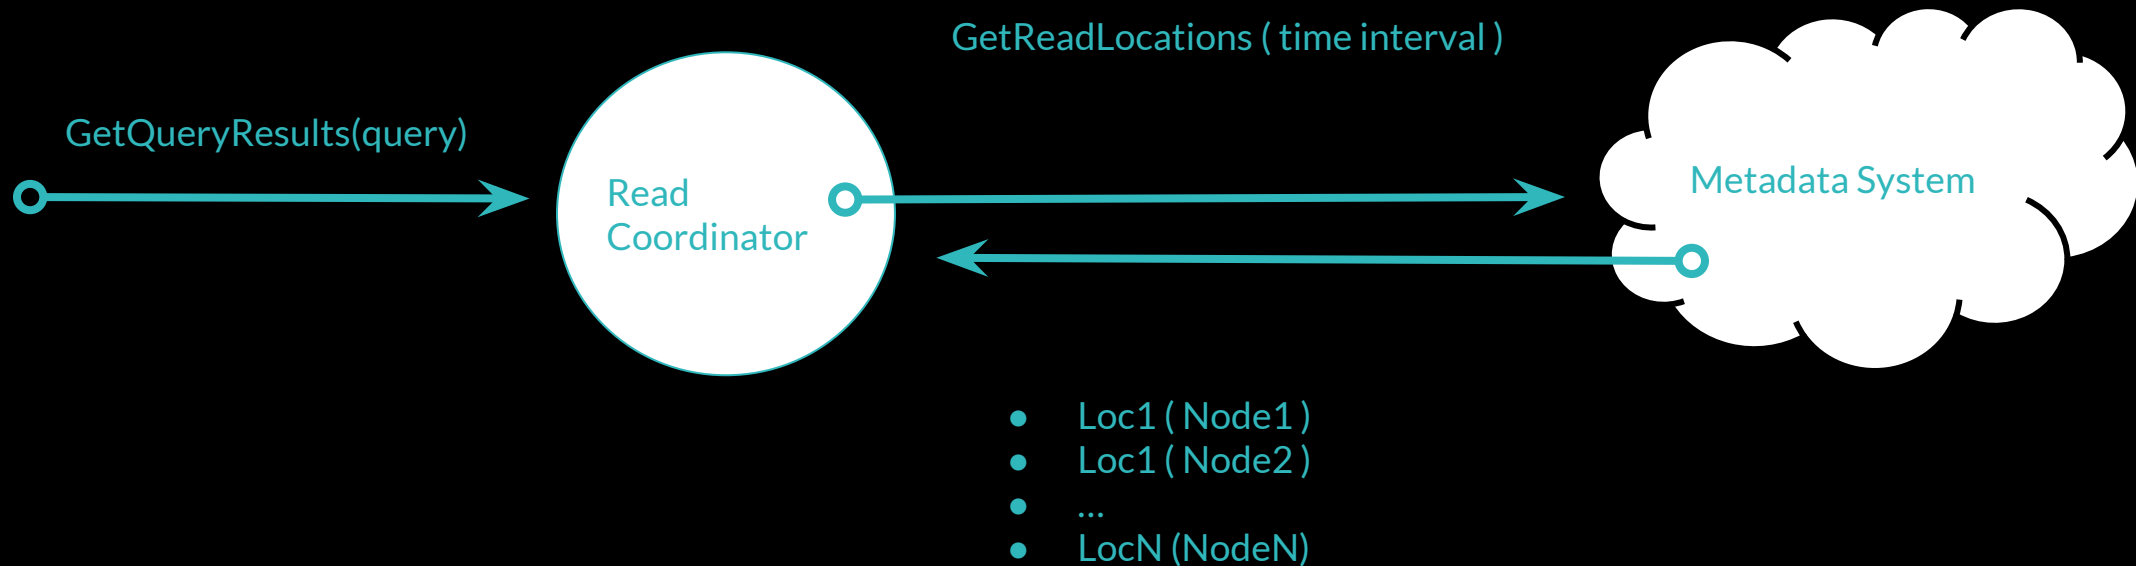 GetReadLocations ( time interval )
GetQueryResults(query)
Read
Coordinator
Metadata System
● Loc1 ( Node1 )
● Loc1 ( Node2 )
● ...
● LocN (NodeN)